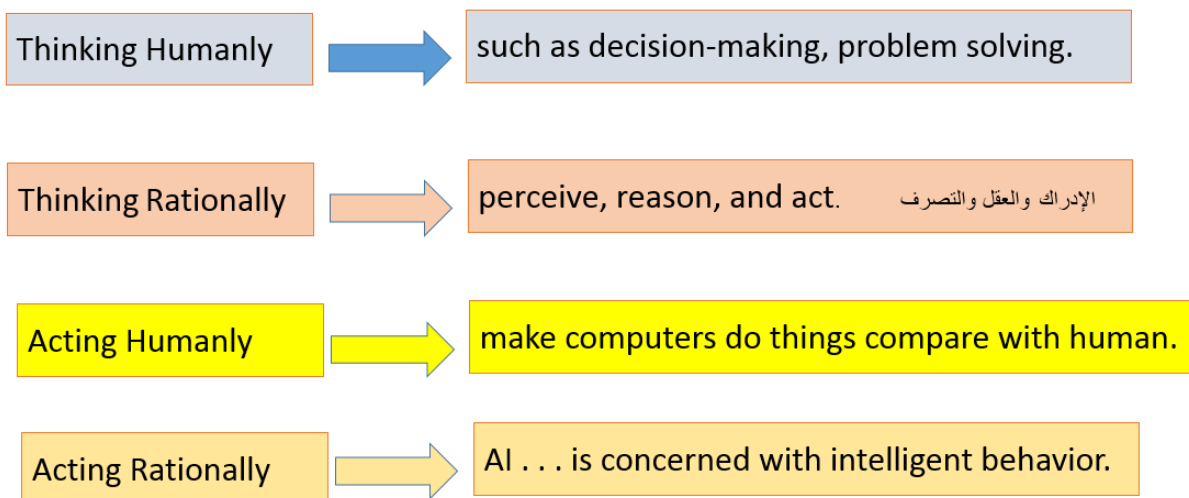 Thinking Humanly
such as decision-making, problem solving.
Thinking Rationally
perceive, reason, and act. الإدراك والعقل والتصرف
Acting Humanly
make computers do things compare with human.
Acting Rationally
AI . . . is concerned with intelligent behavior.